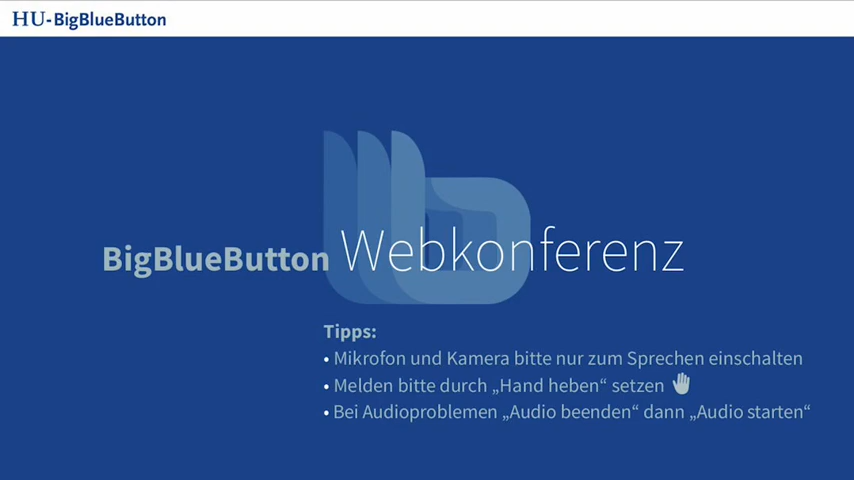 HU-BigBlueButton
BigBlueButton Webkonferenz
Tipps:
• Mikrofon und Kamera bitte nur zum Sprechen einschalten
• Melden bitte durch „Hand heben“ setzen
• Bei Audioproblemen „Audio beenden“ dann „Audio starten“